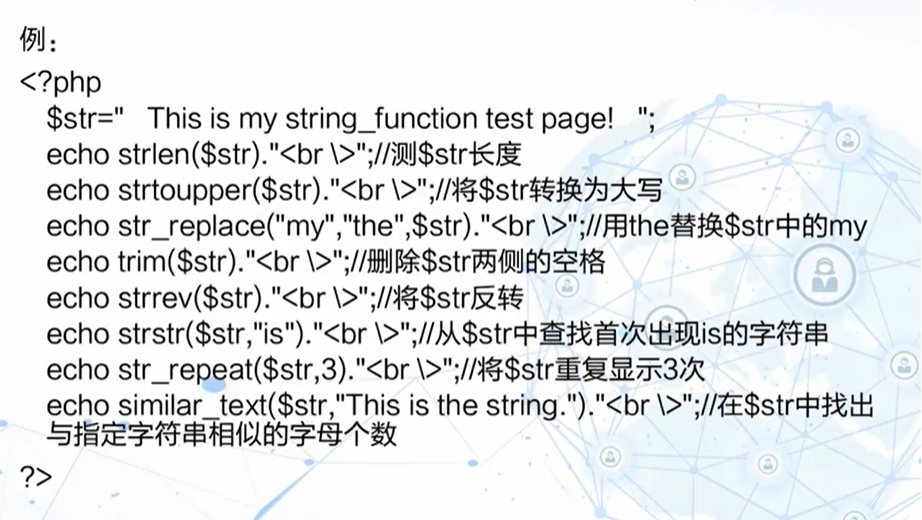 例：
<?php
$str="   This is my string_function test page!   ";
echo strlen($str)."<br \>";//测$str长度
echo strtoupper($str)."<br \>";//将$str转换为大写
echo str_replace("my","the",$str)."<br \>";//用the替换$str中的my
echo trim($str)."<br \>";//删除$str两侧的空格
echo strrev($str)."<br \>";//将$str反转
echo strstr($str,"is")."<br \>";//从$str中查找首次出现is的字符串
echo str_repeat($str,3)."<br \>";//将$str重复显示3次
echo similar_text($str,"This is the string.")."<br \>";//在$str中找出
与指定字符串相似的字母个数
?>